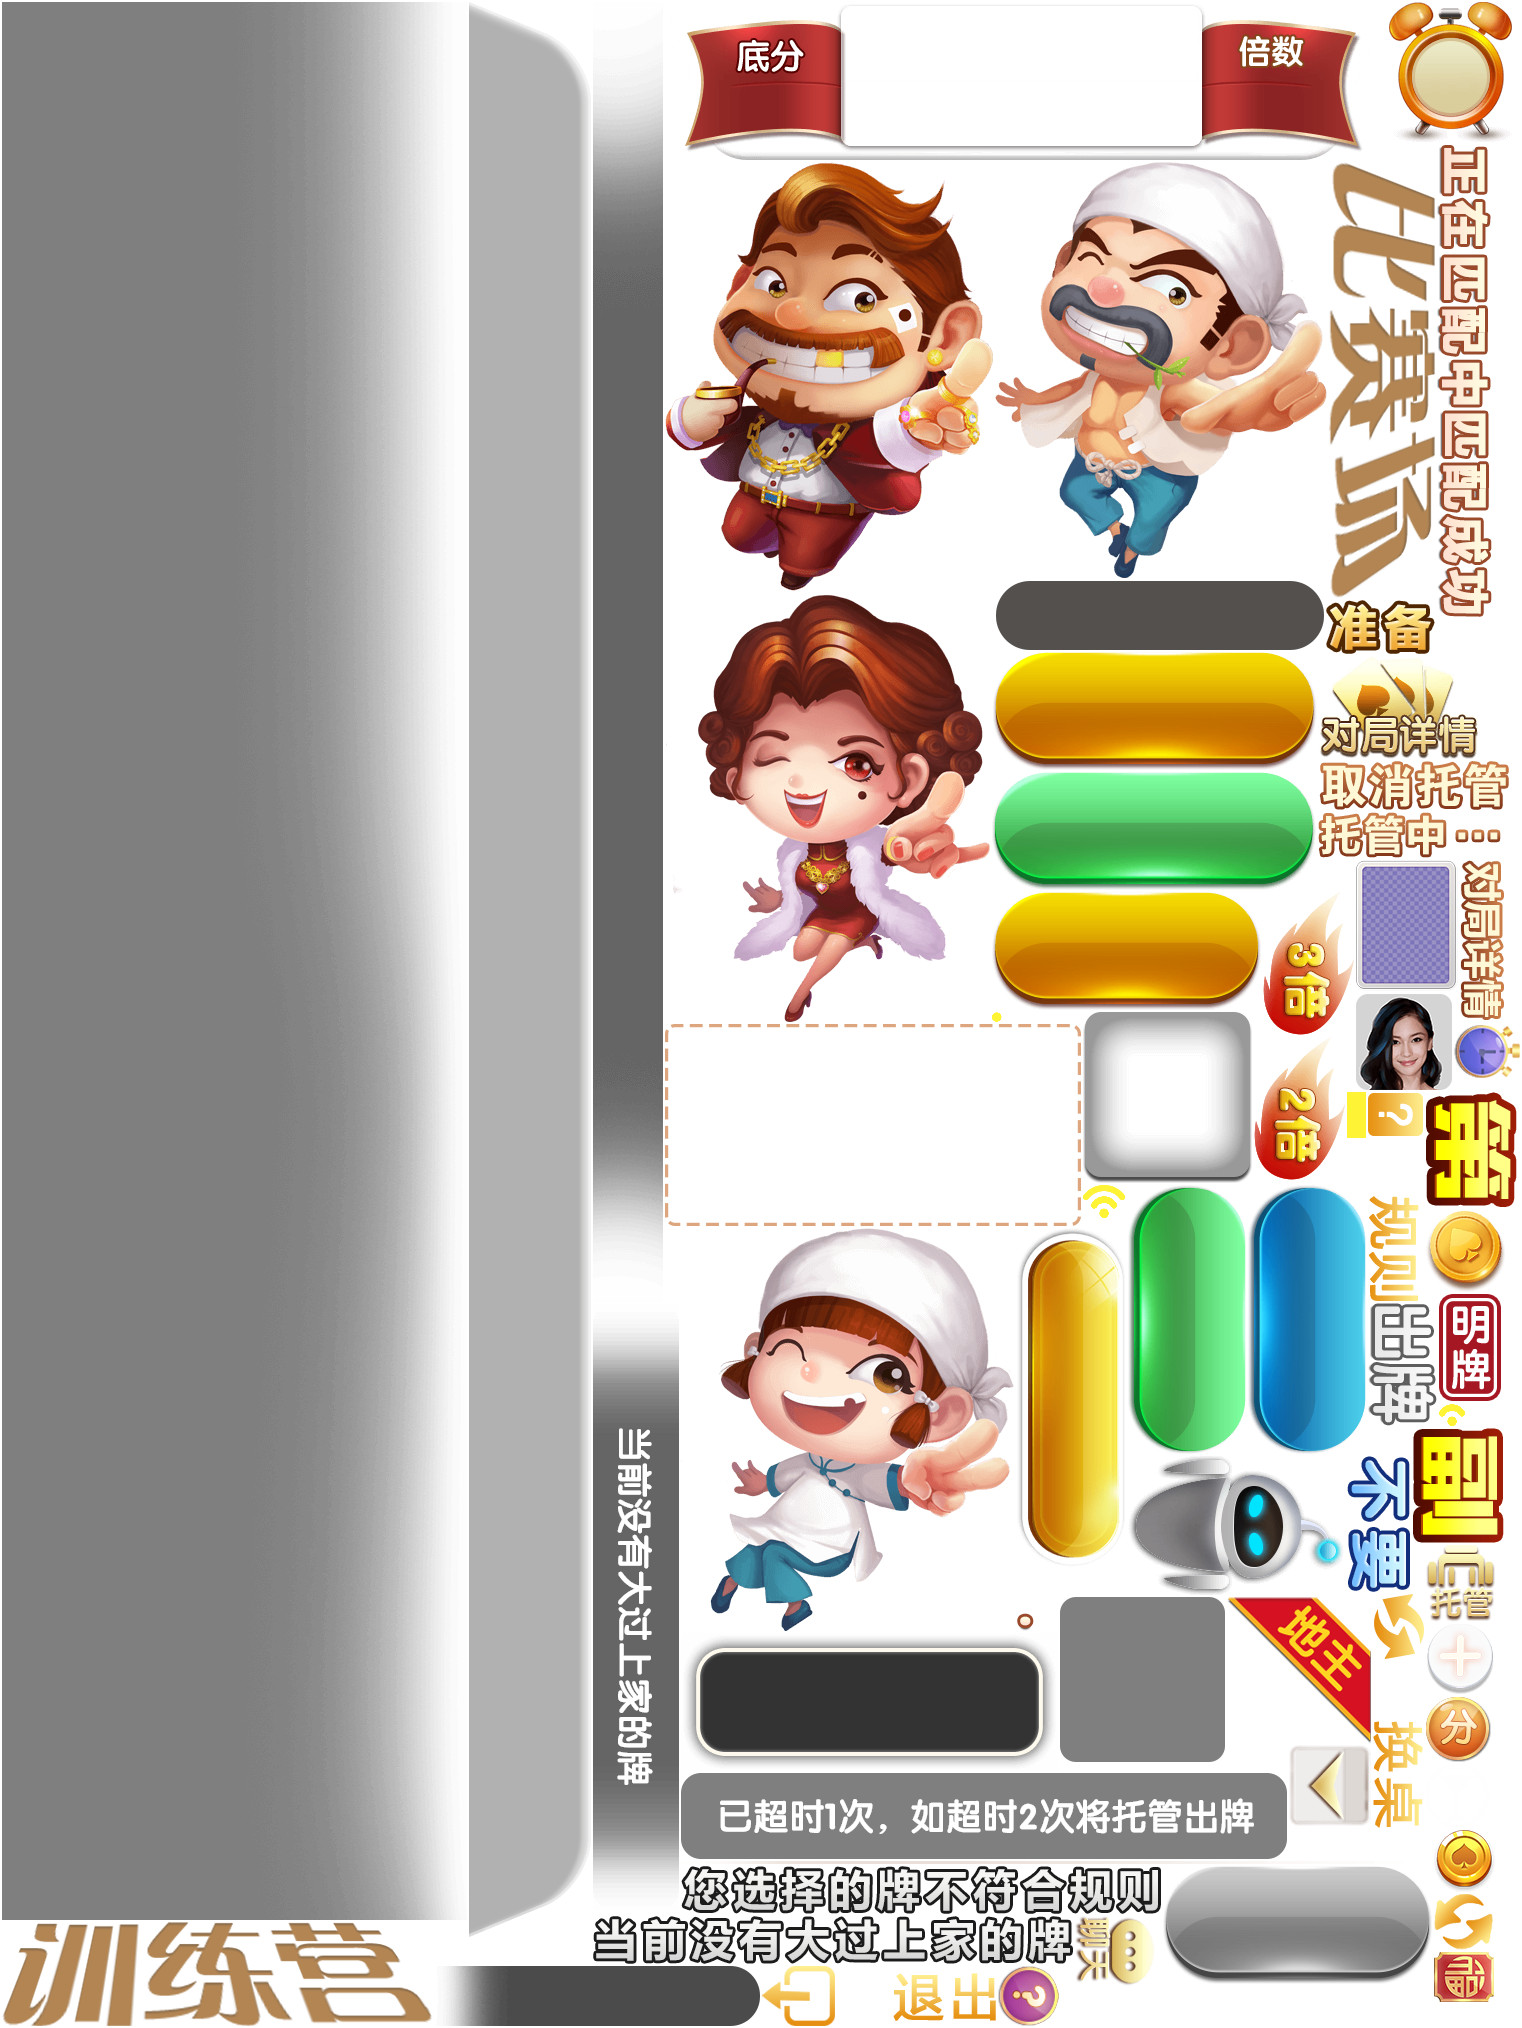 底分
倍数
正在匹配中匹配成功
比赛场
准备
对局详情
取消托管
托管中…
对局详情
3倍
2倍
?
第
规则
明牌
出牌
副
不要
托管
当前没有大过上家的牌
地主
分
换桌
已超时1次，如超时2次将托管出牌
您选择的牌不符合规则
当前没有大过上家的牌
聊天
福
训练营
退出
?